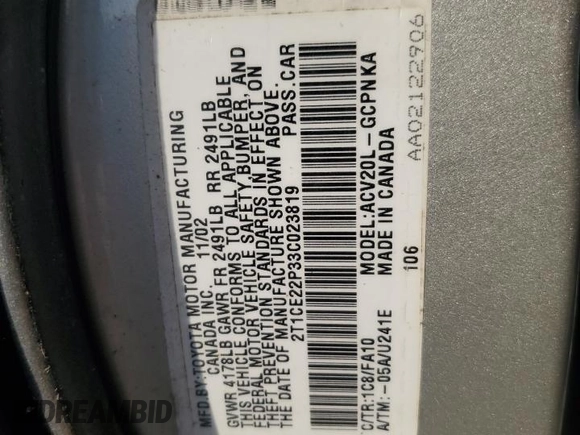 MFD.BY:TOYOTA MOTOR MANUFACTURING
CANADA INC. 11/02
GVWR 4178LB GAWR FR 2491LB RR 2491LB
THIS VEHICLE CONFORMS TO ALL APPLICABLE
FEDERAL MOTOR VEHICLE SAFETY,BUMPER, AND
THEFT PREVENTION STANDARDS IN EFFECT ON
THE DATE OF MANUFACTURE SHOWN ABOVE.
2T1CE22P33C023819 PASS.CAR
C/TR:1C8/FA10 MODEL:ACV20L-GCPNKA
A/TM:-05A/U241E MADE IN CANADA
106
AA02122906
DREAMBID